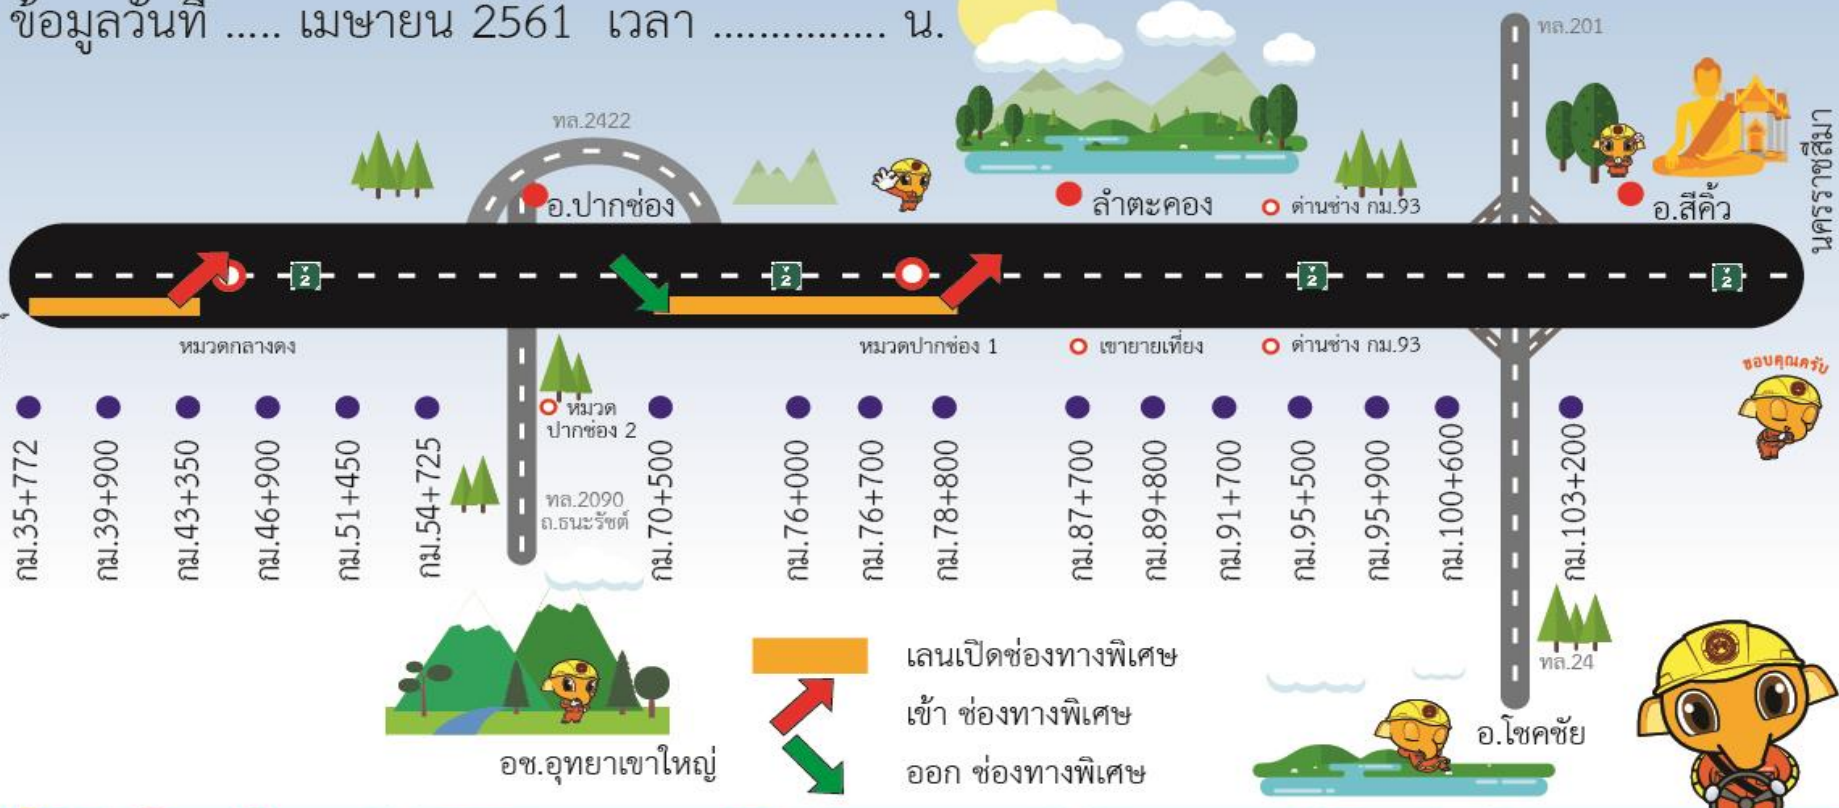 ข้อมูลวันที่ ..... เมษายน 2561 เวลา ............... น.
ทล.201
ทล.2422
นครราชสีมา
อ.ปากช่อง
ลำตะคอง
ด่านช่าง กม.93
อ.สีคิ้ว
2
2
2
2
หมวดกลางดง
หมวดปากช่อง 1
เขายายเที่ยง
ด่านช่าง กม.93
ขอบคุณครับ
หมวด
ปากช่อง 2
กม.35+772
กม.39+900
กม.43+350
กม.46+900
กม.51+450
กม.54+725
ทล.2090
ถ.ธนะรัชต์
กม.70+500
กม.76+000
กม.76+700
กม.78+800
กม.87+700
กม.89+800
กม.91+700
กม.95+500
กม.95+900
กม.100+600
กม.103+200
เลนเปิดช่องทางพิเศษ
เข้า ช่องทางพิเศษ
ออก ช่องทางพิเศษ
ทล.24
อ.โชคชัย
อช.อุทยาเขาใหญ่